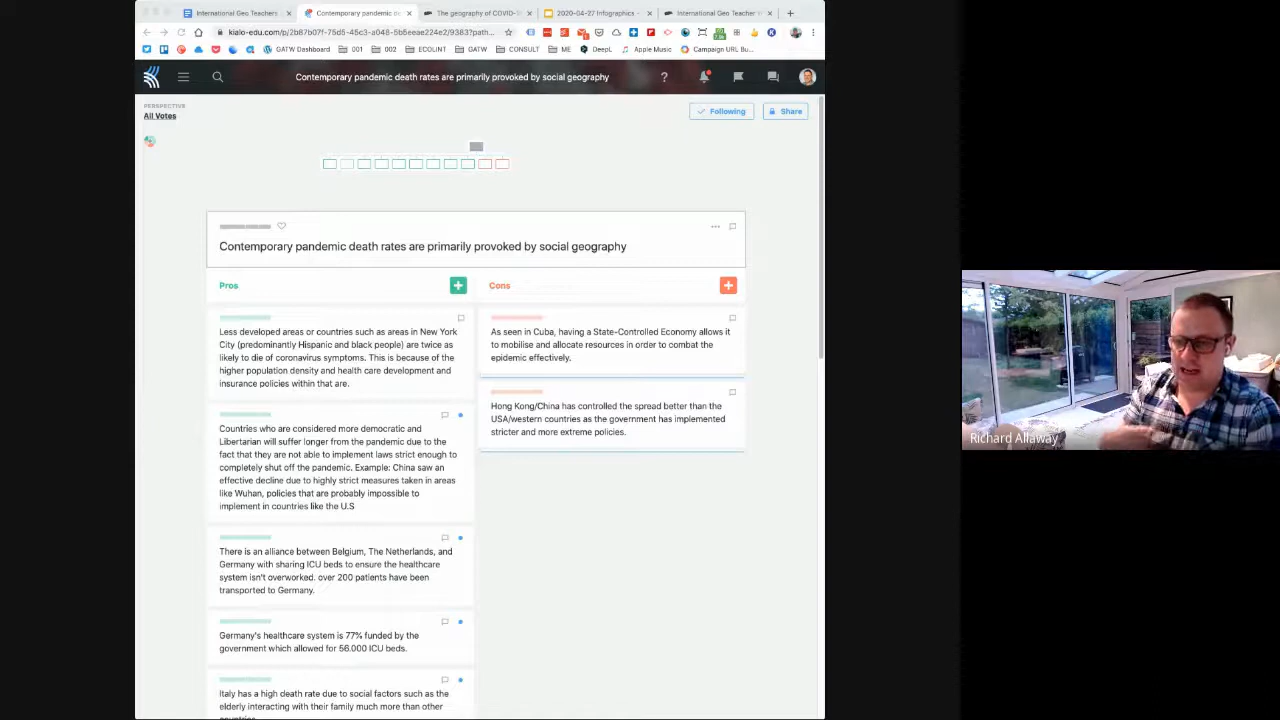 International Geo Teachers
Contemporary pandemic de
The geography of COVID-1
2020-04-27 Infographics -
International Geo Teacher
kialo-edu.com/p/2b87b07f-75d5-45c3-a048-5b5eeae224e2/9383?path...
GATW Dashboard
001
002
ECOLINT
GATW
CONSULT
ME
DeepL
Apple Music
Campaign URL Bu...
Contemporary pandemic death rates are primarily provoked by social geography
?
PERSPECTIVE
All Votes
Following
Share
Contemporary pandemic death rates are primarily provoked by social geography
Pros
Cons
Less developed areas or countries such as areas in New York
City (predominantly Hispanic and black people) are twice as
likely to die of coronavirus symptoms. This is because of the
higher population density and health care development and
insurance policies within that are.
Countries who are considered more democratic and
Libertarian will suffer longer from the pandemic due to the
fact that they are not able to implement laws strict enough to
completely shut off the pandemic. Example: China saw an
effective decline due to highly strict measures taken in areas
like Wuhan, policies that are probably impossible to
implement in countries like the U.S
There is an alliance between Belgium, The Netherlands, and
Germany with sharing ICU beds to ensure the healthcare
system isn't overworked. over 200 patients have been
transported to Germany.
Germany's healthcare system is 77% funded by the
government which allowed for 56.000 ICU beds.
Italy has a high death rate due to social factors such as the
elderly interacting with their family much more than other
countries.
As seen in Cuba, having a State-Controlled Economy allows it
to mobilise and allocate resources in order to combat the
epidemic effectively.
Hong Kong/China has controlled the spread better than the
USA/western countries as the government has implemented
stricter and more extreme policies.
Richard Allaway